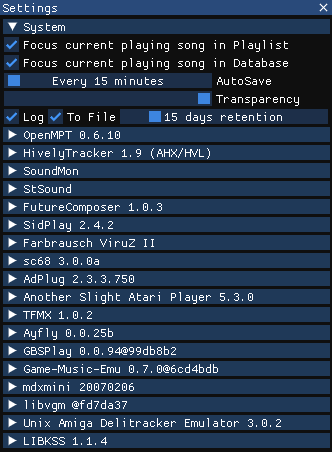 Settings
System
Focus current playing song in Playlist
Focus current playing song in Database
Every 15 minutes AutoSave
Transparency
Log To File 15 days retention
OpenMPT 0.6.10
HivelyTracker 1.9 (AHX/HVL)
SoundMon
StSound
FutureComposer 1.0.3
SidPlay 2.4.2
Farbrausch ViruZ II
sc68 3.0.0a
AdPlug 2.3.3.750
Another Slight Atari Player 5.3.0
TFMX 1.0.2
Ayfly 0.0.25b
GBSPlay 0.0.94@99db8b2
Game-Music-Emu 0.7.0@6cd4bdb
mdxmini 20070206
libvgm @fd7da37
Unix Amiga Delitracker Emulator 3.0.2
LIBKSS 1.1.4